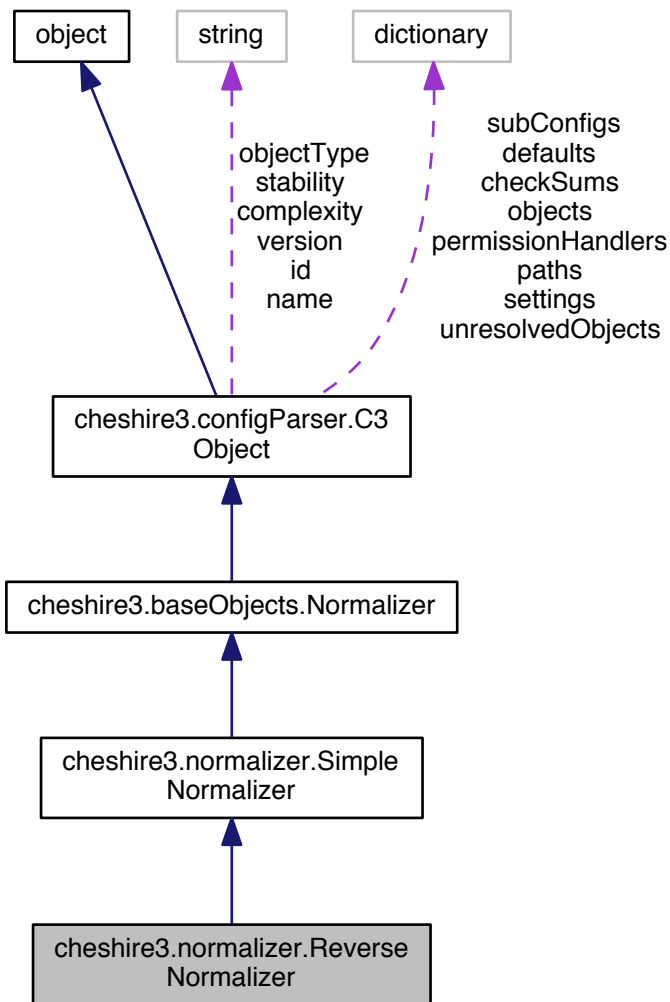 object
string
dictionary
objectType
stability
complexity
version
id
name
subConfigs
defaults
checkSums
objects
permissionHandlers
paths
settings
unresolvedObjects
cheshire3.configParser.C3
Object
cheshire3.baseObjects.Normalizer
cheshire3.normalizer.Simple
Normalizer
cheshire3.normalizer.Reverse
Normalizer